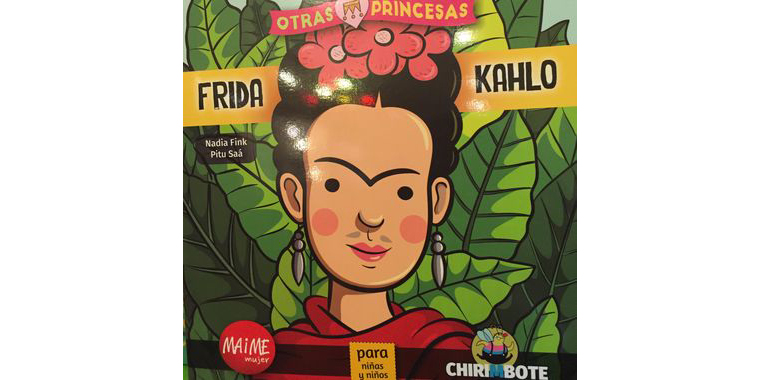 OTRAS PRINCESAS
FRIDA KAHLO
Nadia Fink
Pitu Saá
MAiME
mujer
para
niñas
y niños
CHIRIMBOTE